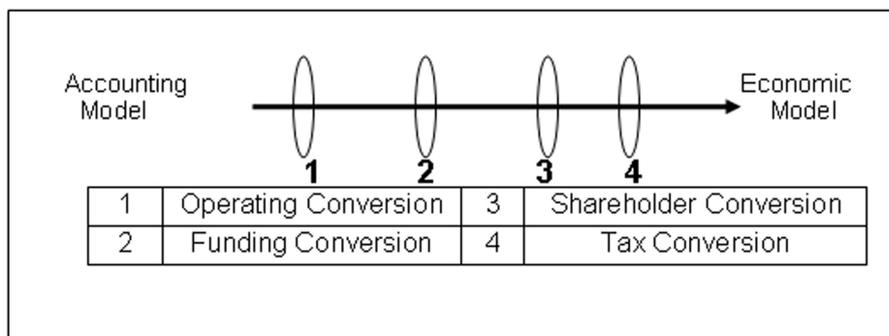 Accounting Model
Economic Model
1 2 3 4
1 Operating Conversion 3 Shareholder Conversion
2 Funding Conversion 4 Tax Conversion